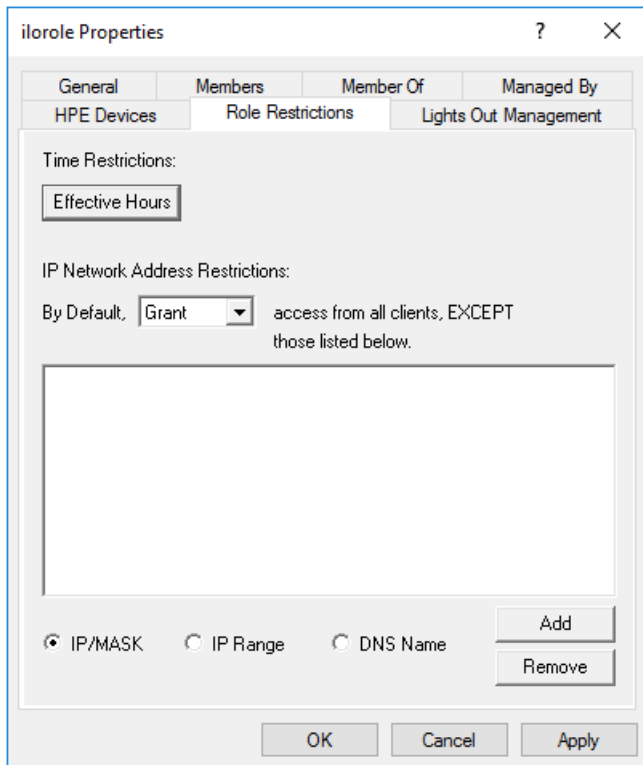 ilorole Properties ?
General Members Member Of Managed By
HPE Devices Role Restrictions Lights Out Management
Time Restrictions:
Effective Hours
IP Network Address Restrictions:
By Default, Grant access from all clients, EXCEPT
those listed below.
IP/MASK IP Range DNS Name
Add
Remove
OK Cancel Apply